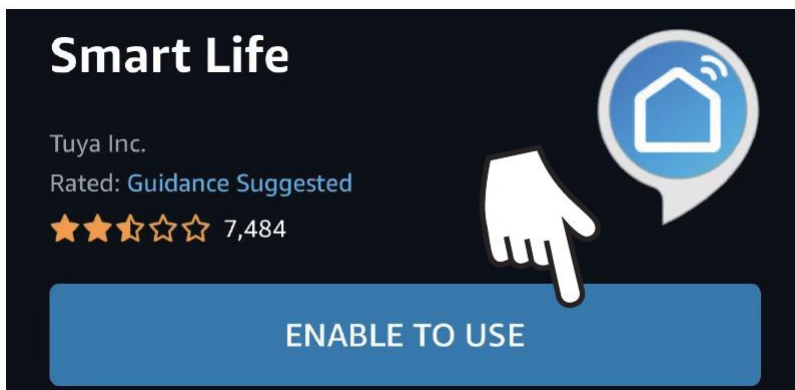 Smart Life
Tuya Inc.
Rated: Guidance Suggested
7,484
ENABLE TO USE